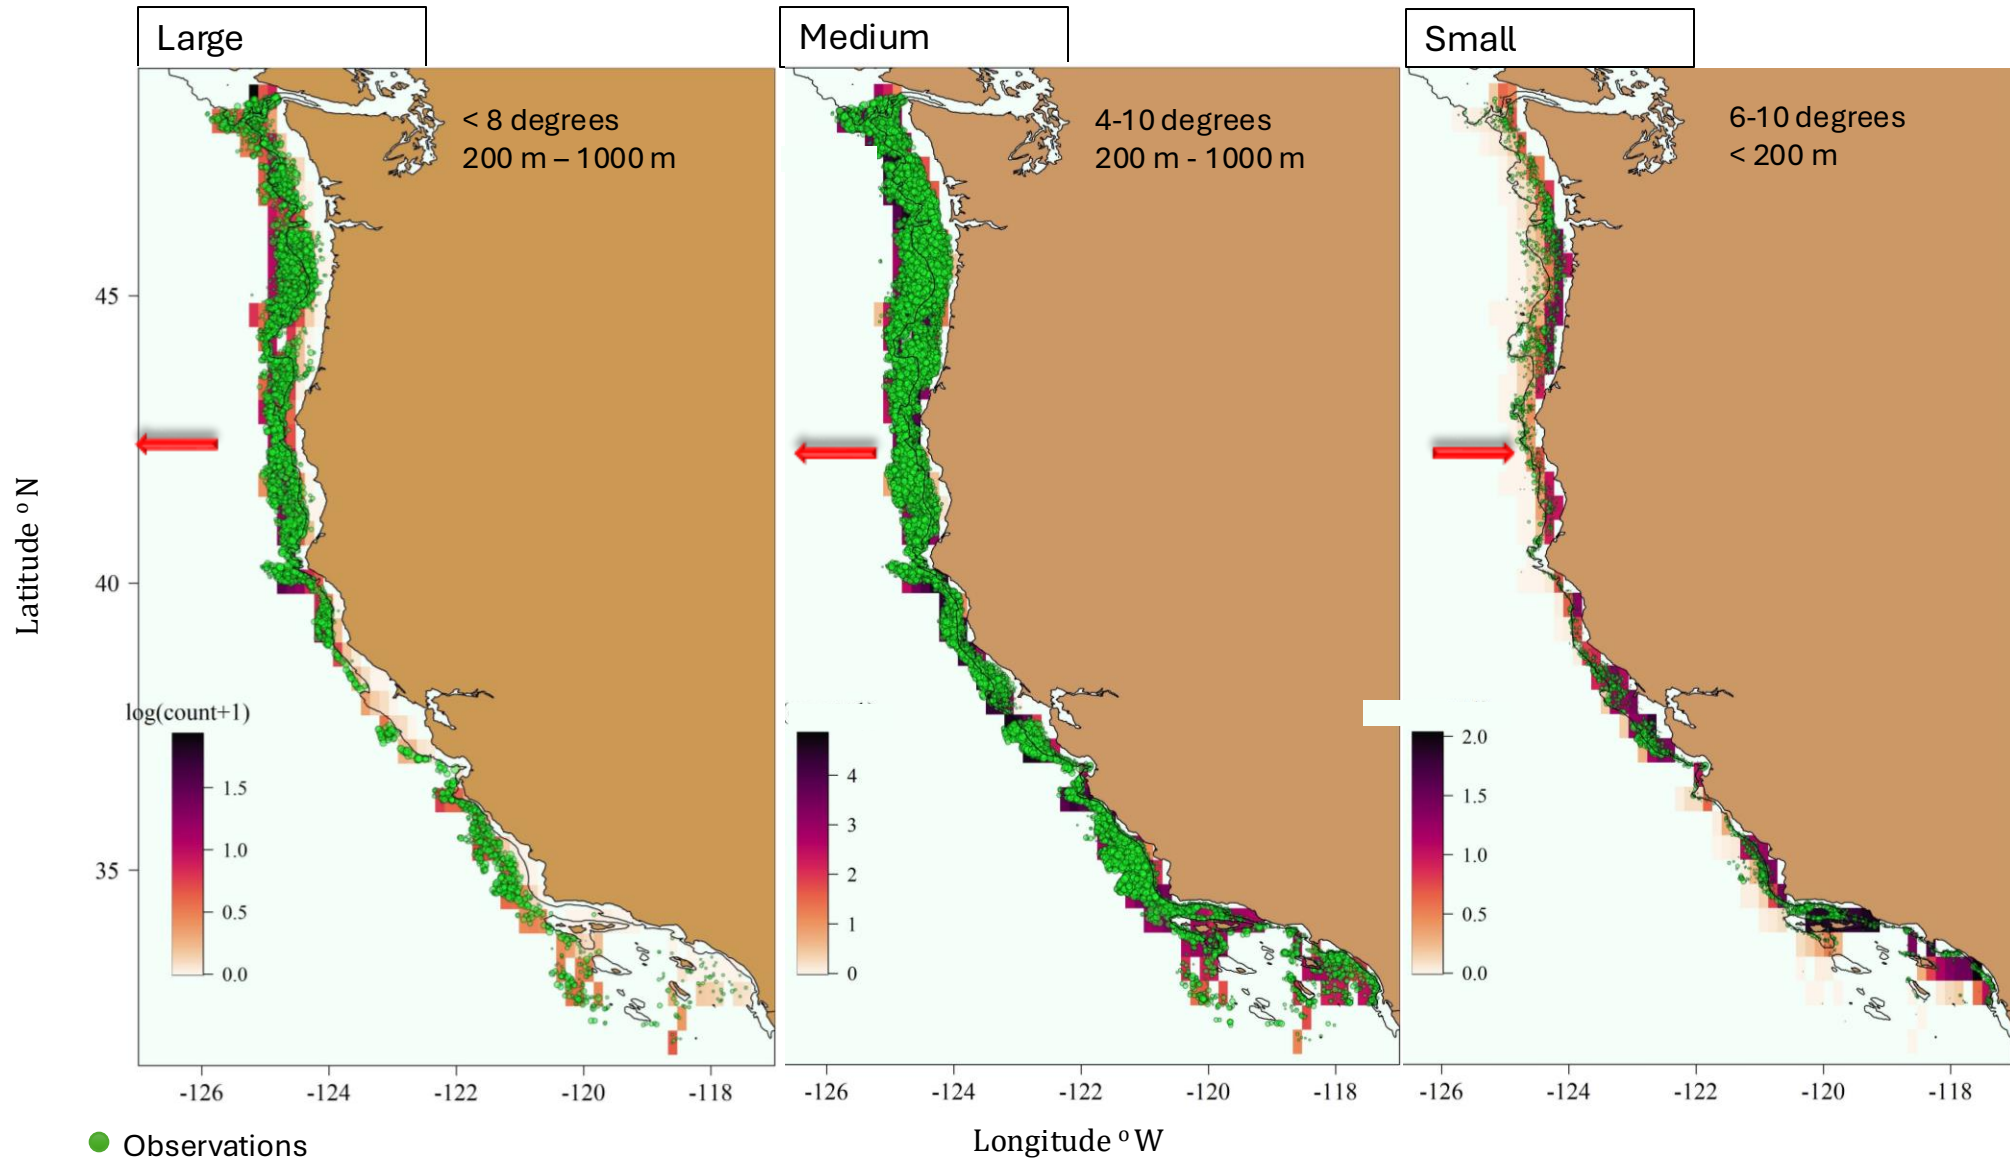 Large
Medium
Small
< 8 degrees
200 m – 1000 m
4-10 degrees
200 m - 1000 m
6-10 degrees
< 200 m
Latitude ᵒ N
45
40
35
log(count+1)
1.5
1.0
0.5
0.0
4
3
2
1
0
2.0
1.5
1.0
0.5
0.0
-126 -124 -122 -120 -118
-126 -124 -122 -120 -118
-126 -124 -122 -120 -118
Observations
Longitude ᵒ W